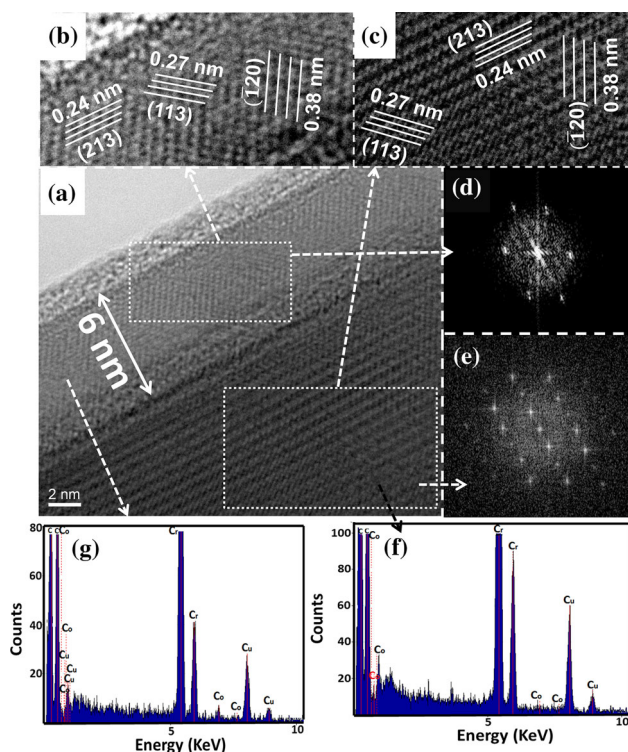 (b)
0.24 nm
(213)
0.27 nm
(113)
(1̄20)
0.38 nm
(c)
(213)
0.24 nm
0.27 nm
(113)
0.38 nm
(1̄20)
(a)
6 nm
2 nm
(d)
(e)
(g)
80
60
40
20
Counts
C
C
Co
Co
Cu
Cu
Co
Cu
Cr
Cr
Co
Co
Cu
Cu
5
10
Energy (KeV)
(f)
100
80
60
40
20
Counts
C
C
Co
Co
Cr
Cr
Co
Co
Cu
Cu
5
10
Energy (KeV)